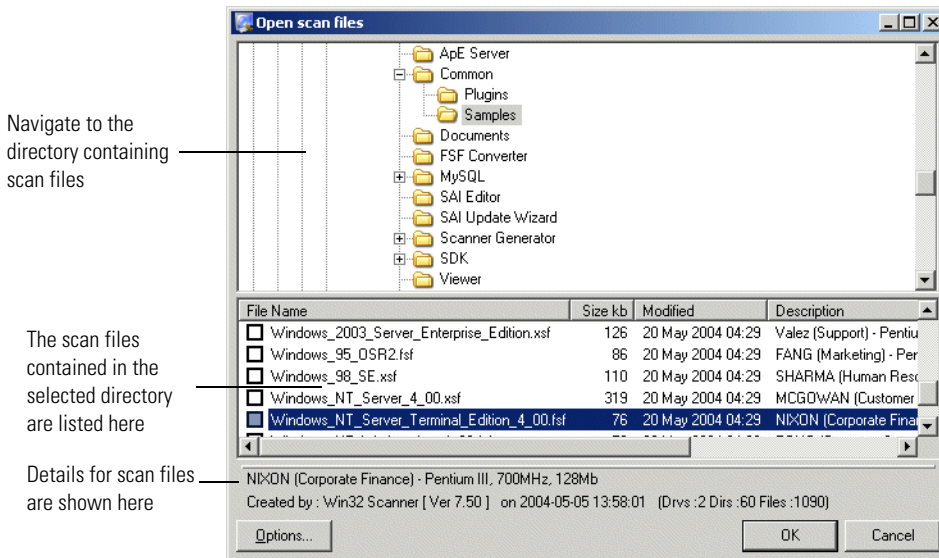 Open scan files
ApE Server
Common
Plugins
Samples
Documents
FSF Converter
MySQL
SAI Editor
SAI Update Wizard
Scanner Generator
SDK
Viewer
Navigate to the
directory containing
scan files
File Name Size kb Modified Description
Windows_2003_Server_Enterprise_Edition.xsf 126 20 May 2004 04:29 Valez (Support) - Pentiu
Windows_95_OSR2.fsf 86 20 May 2004 04:29 FANG (Marketing) - Per
Windows_98_SE.xsf 110 20 May 2004 04:29 SHARMA (Human Resc
Windows_NT_Server_4_00.xsf 319 20 May 2004 04:29 MCGOWAN (Customer
Windows_NT_Server_Terminal_Edition_4_00.fsf 76 20 May 2004 04:29 NIXON (Corporate Finar
The scan files
contained in the
selected directory
are listed here
Details for scan files
are shown here
NIXON (Corporate Finance) - Pentium III, 700MHz, 128Mb
Created by : Win32 Scanner [ Ver 7.50 ] on 2004-05-05 13:58:01 (Drvs :2 Dirs :60 Files :1090)
Options... OK Cancel